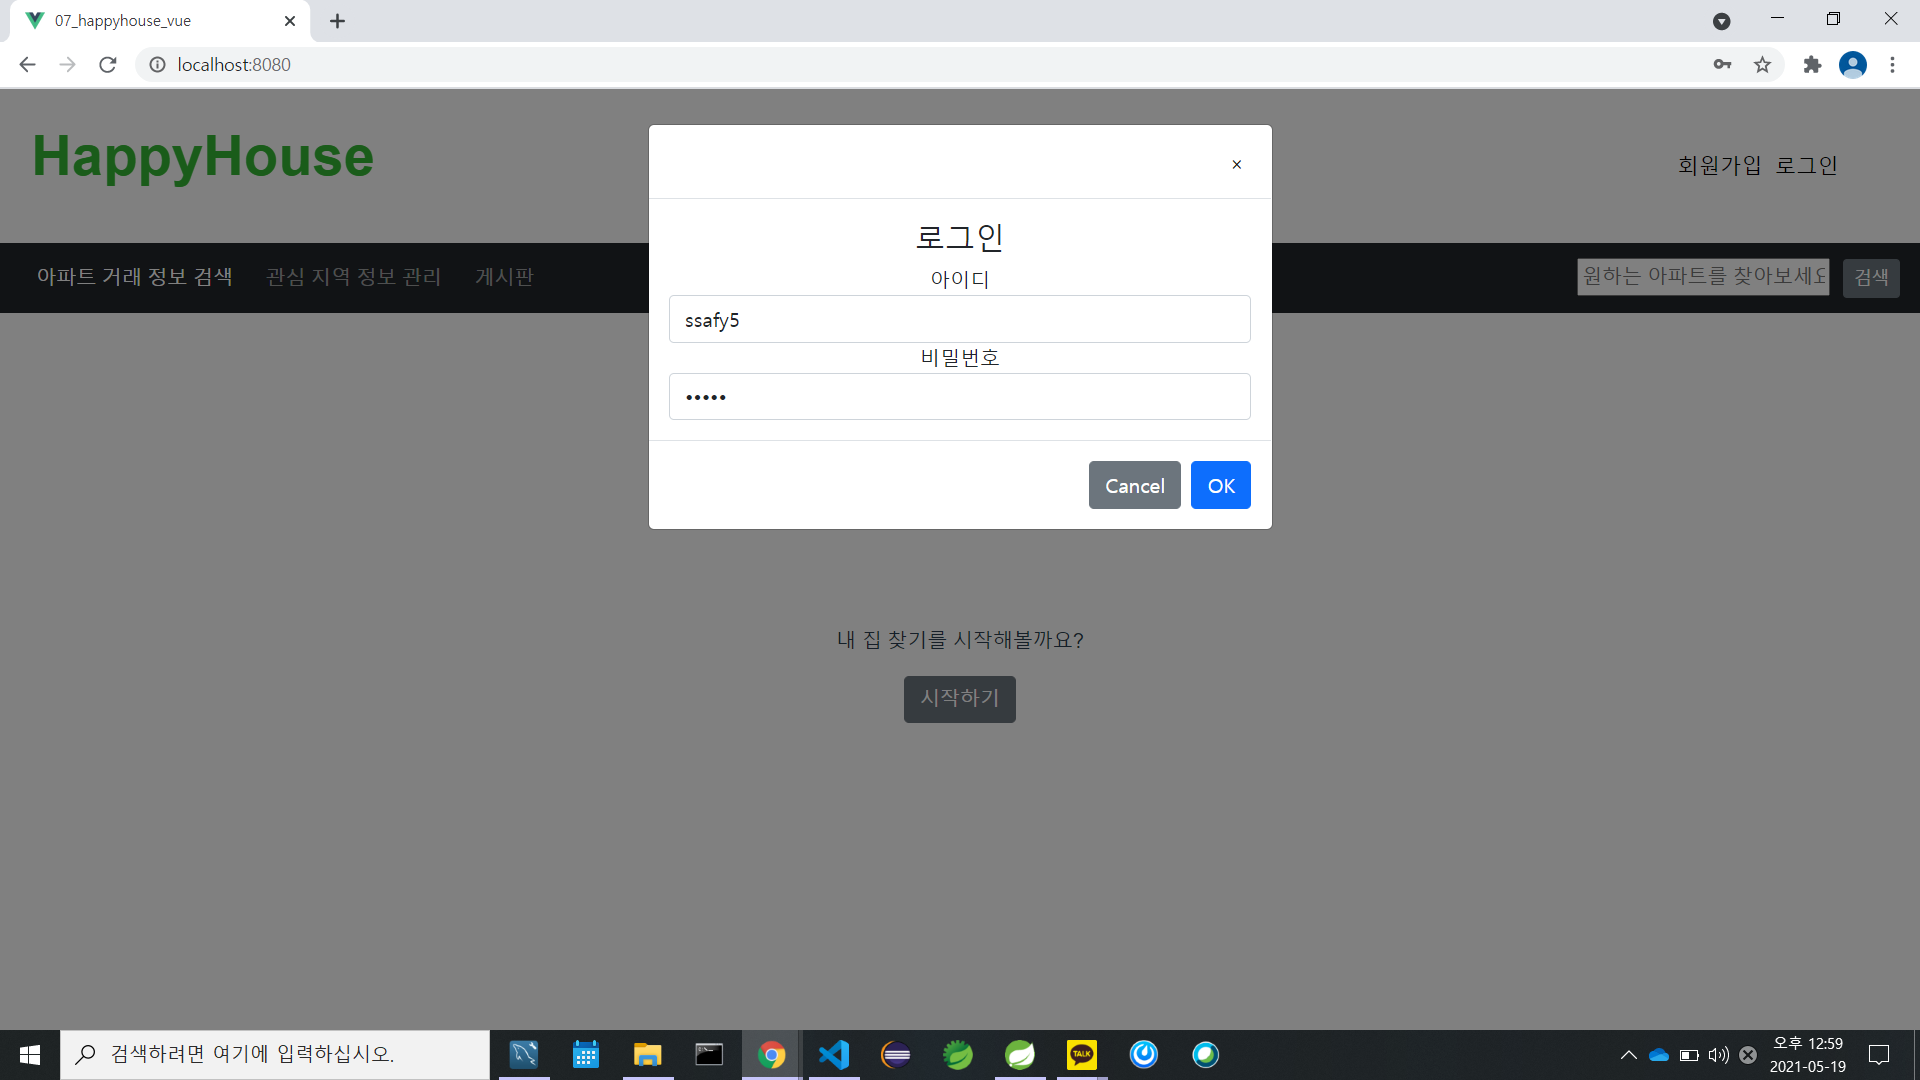 07_happyhouse_vue
localhost:8080
HappyHouse
회원가입 로그인
아파트 거래 정보 검색 관심 지역 정보 관리 게시판
원하는 아파트를 찾아보세요 검색
로그인
아이디
ssafy5
비밀번호
•••••
Cancel OK
내 집 찾기를 시작해볼까요?
시작하기
검색하려면 여기에 입력하십시오.
TALK
오후 12:59
2021-05-19